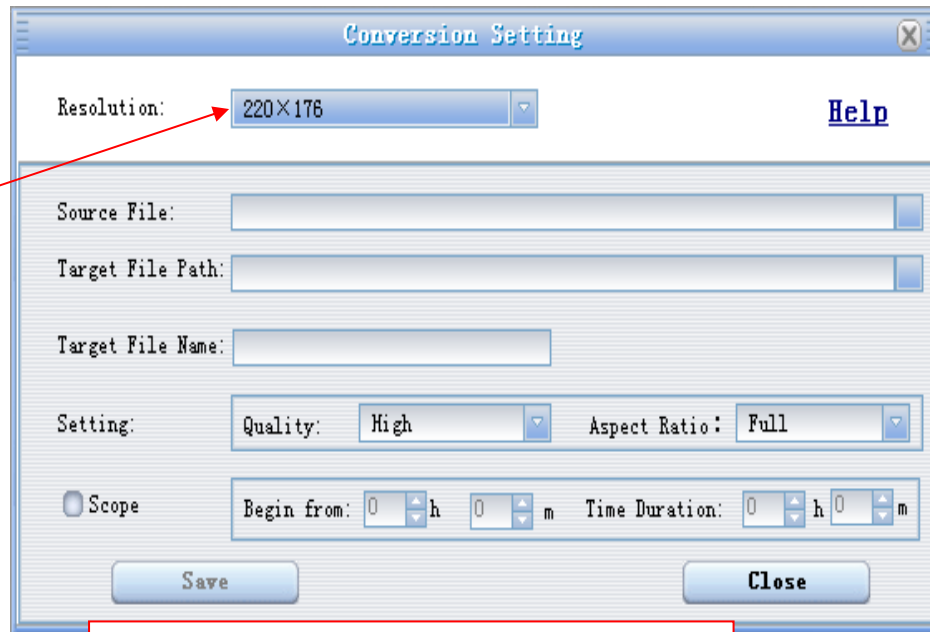 Conversion Setting
Resolution: 220×176 Help
Source File:
Target File Path:
Target File Name:
Setting: Quality: High Aspect Ratio: Full
Scope Begin from: 0 h 0 m Time Duration: 0 h 0 m
Save Close